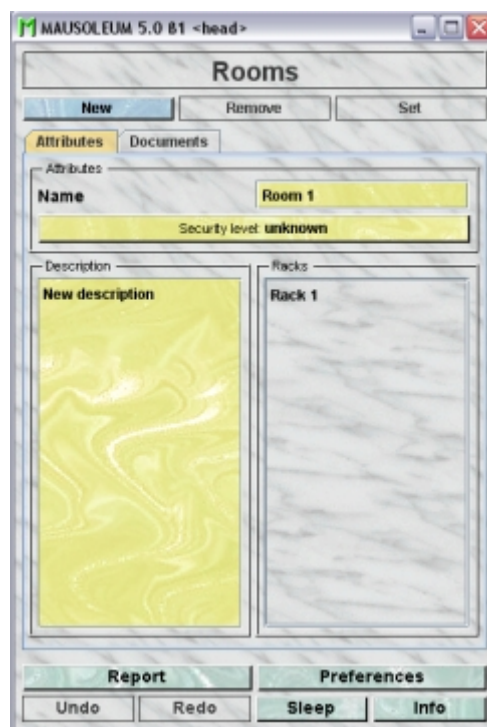 MAUSOLEUM 5.0 ß1 <head>
Rooms
New Remove Set
Attributes Documents
Attributes
Name Room 1
Security level: unknown
Description Racks
New description Rack 1
Report Preferences
Undo Redo Sleep Info